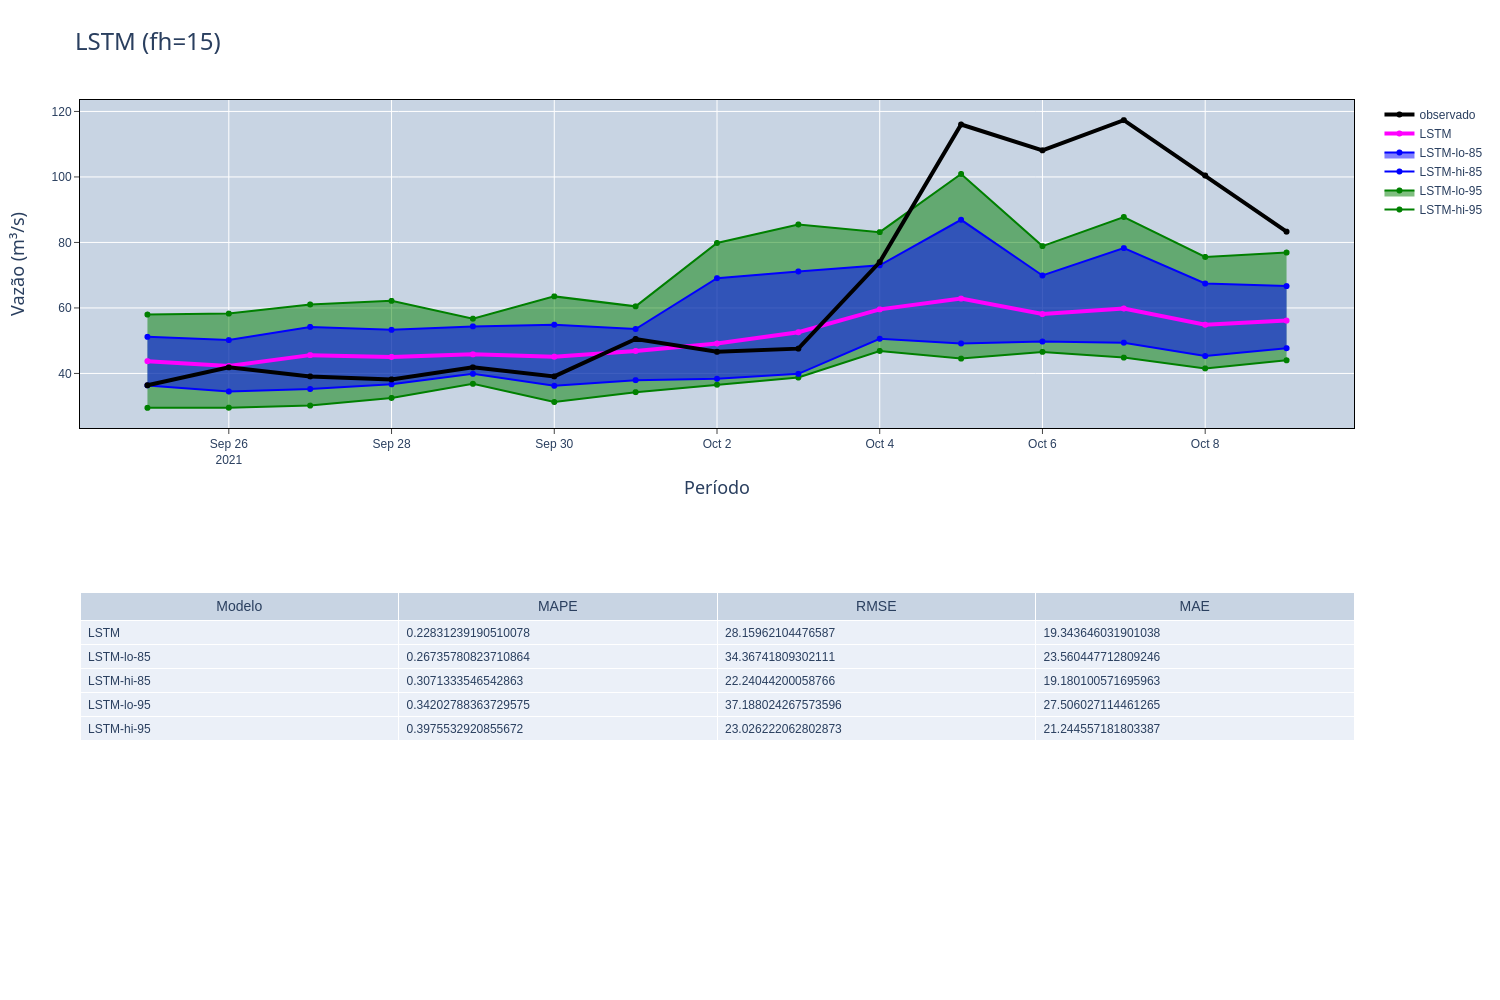 LSTM (fh=15)
120
100
80
60
40
Vazão (m³/s)
Sep 26
2021
Sep 28
Sep 30
Oct 2
Oct 4
Oct 6
Oct 8
Período
observado
LSTM
LSTM-lo-85
LSTM-hi-85
LSTM-lo-95
LSTM-hi-95
Modelo MAPE RMSE MAE
LSTM 0.22831239190510078 28.15962104476587 19.343646031901038
LSTM-lo-85 0.26735780823710864 34.36741809302111 23.560447712809246
LSTM-hi-85 0.3071333546542863 22.24044200058766 19.180100571695963
LSTM-lo-95 0.34202788363729575 37.188024267573596 27.506027114461265
LSTM-hi-95 0.3975532920855672 23.026222062802873 21.244557181803387